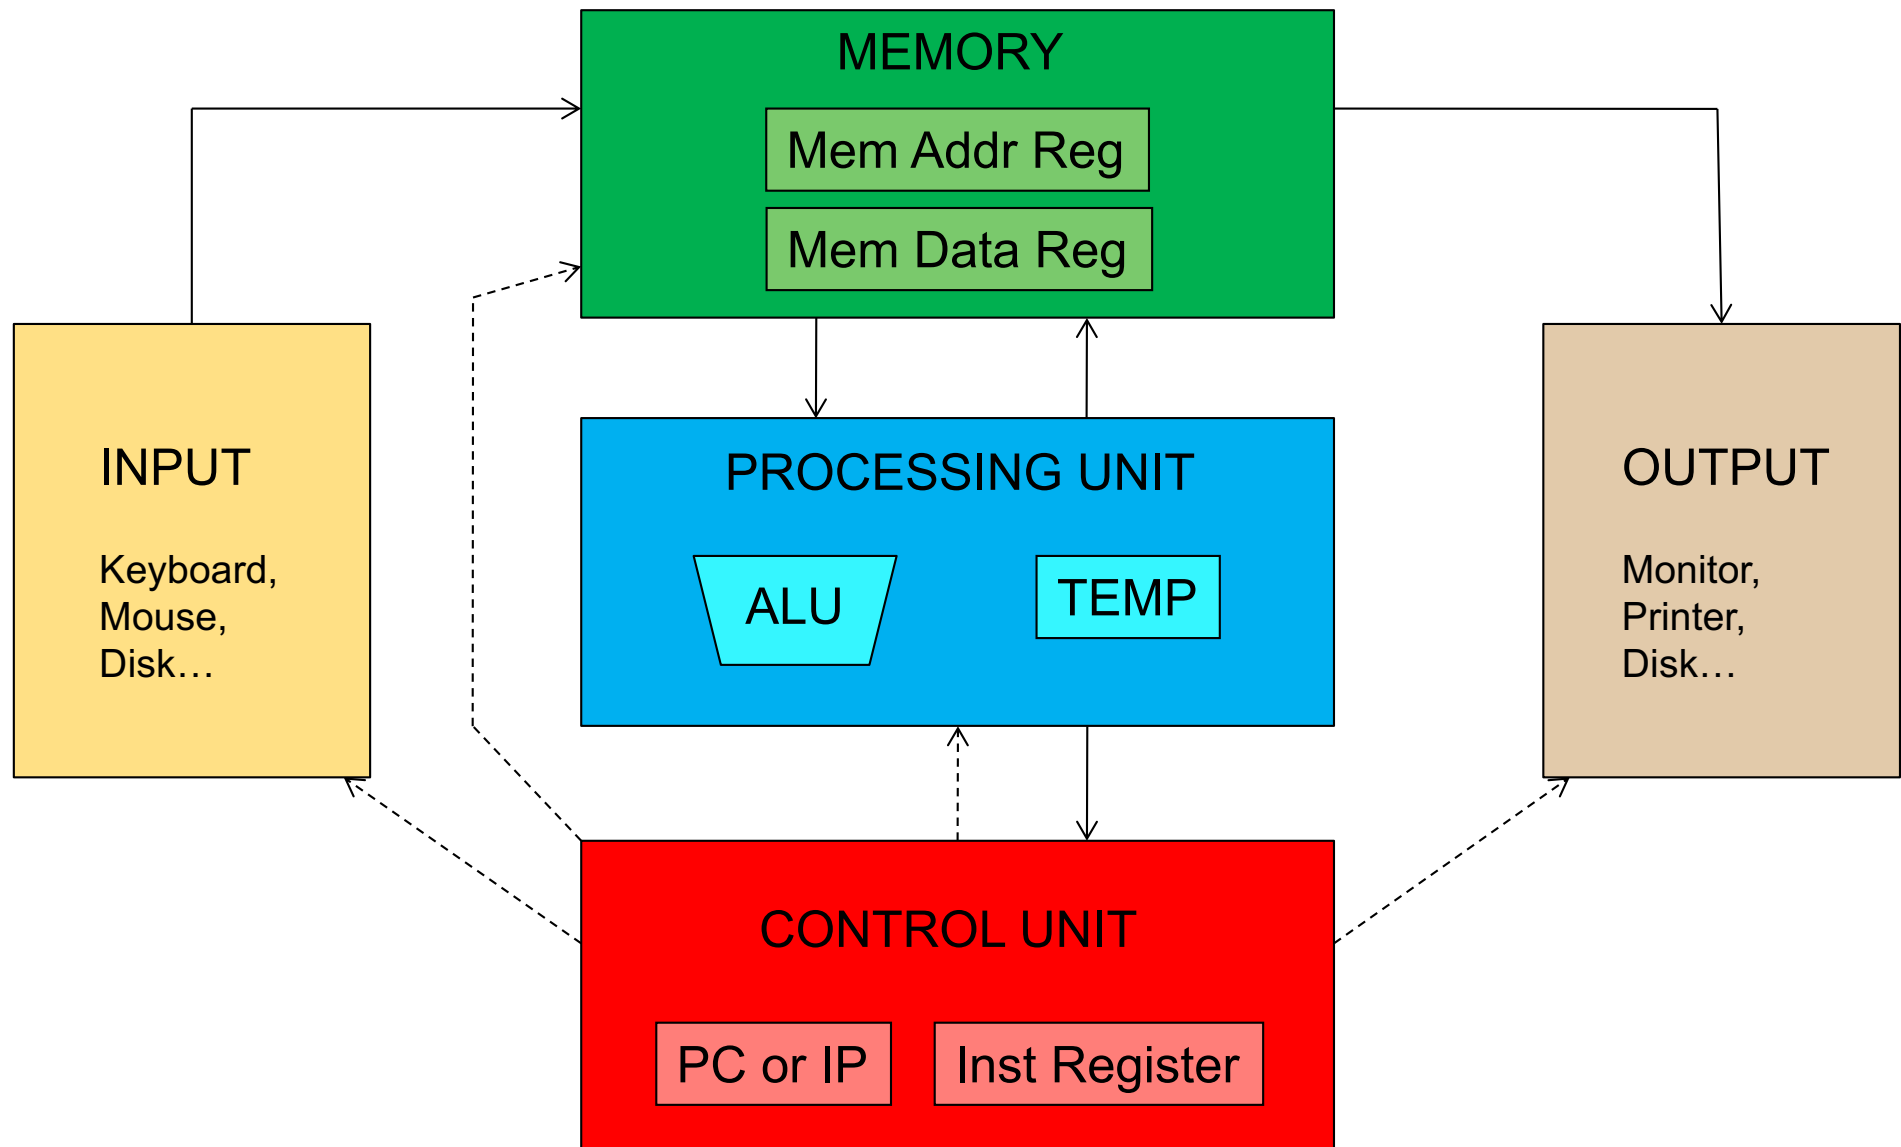 MEMORY
Mem Addr Reg
Mem Data Reg
INPUT
Keyboard,
Mouse,
Disk…
PROCESSING UNIT
ALU
TEMP
OUTPUT
Monitor,
Printer,
Disk…
CONTROL UNIT
PC or IP
Inst Register